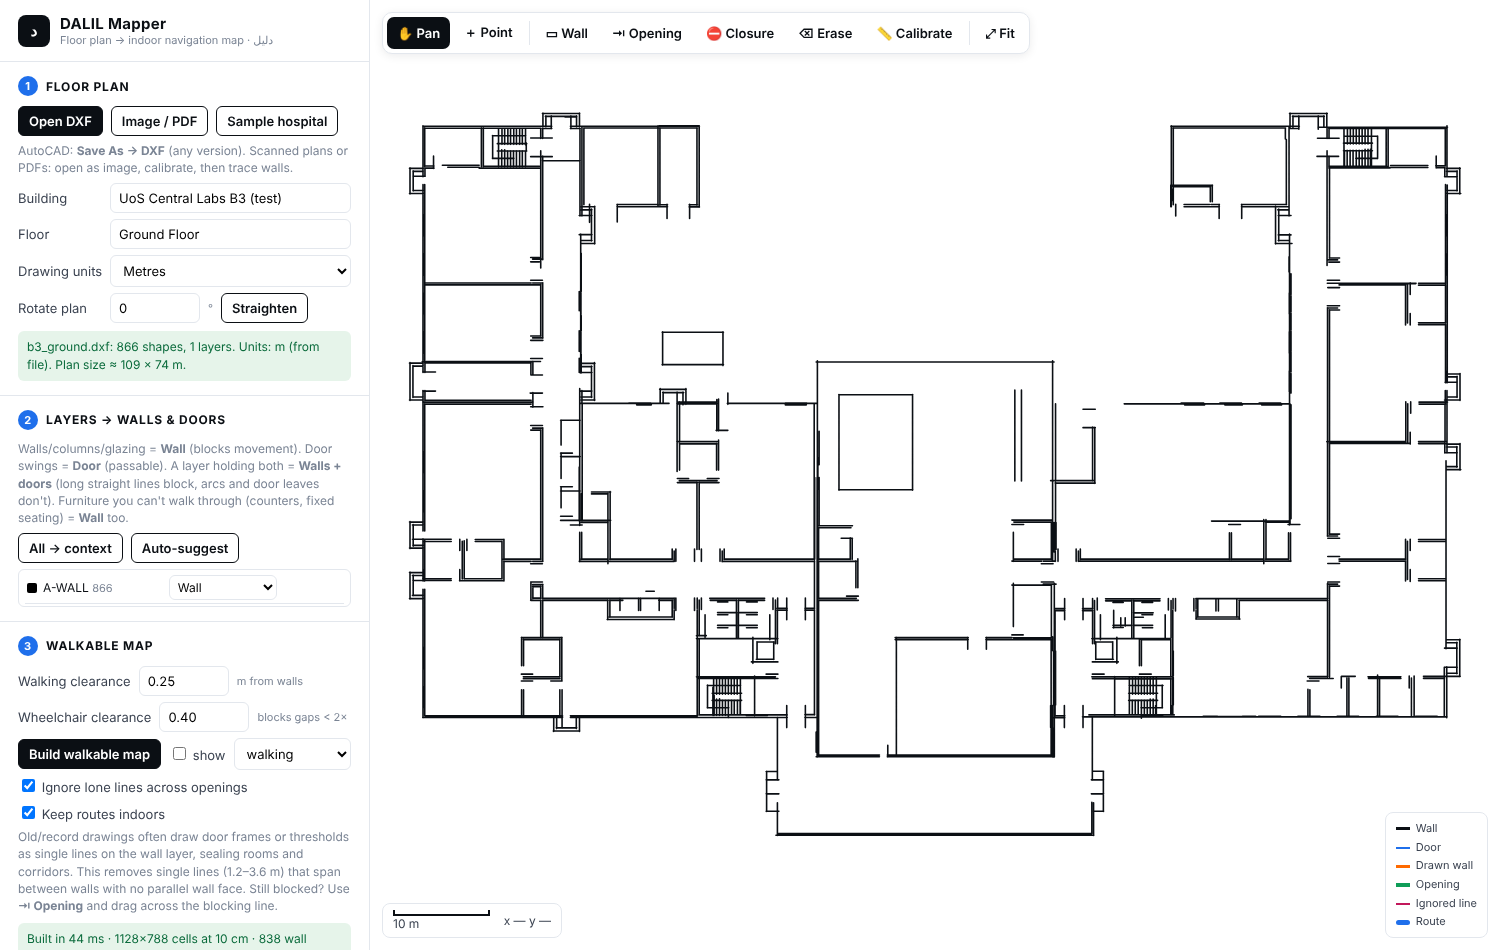 د
DALIL Mapper
Floor plan → indoor navigation map · دليل
1 FLOOR PLAN
Open DXF
Image / PDF
Sample hospital
AutoCAD: Save As → DXF (any version). Scanned plans or
PDFs: open as image, calibrate, then trace walls.
Building UoS Central Labs B3 (test)
Floor Ground Floor
Drawing units Metres
Rotate plan 0 ° Straighten
b3_ground.dxf: 866 shapes, 1 layers. Units: m (from
file). Plan size ≈ 109 × 74 m.
2 LAYERS → WALLS & DOORS
Walls/columns/glazing = Wall (blocks movement). Door
swings = Door (passable). A layer holding both = Walls +
doors (long straight lines block, arcs and door leaves
don't). Furniture you can't walk through (counters, fixed
seating) = Wall too.
All → context
Auto-suggest
A-WALL 866 Wall
3 WALKABLE MAP
Walking clearance 0.25 m from walls
Wheelchair clearance 0.40 blocks gaps < 2×
Build walkable map show walking
Ignore lone lines across openings
Keep routes indoors
Old/record drawings often draw door frames or thresholds
as single lines on the wall layer, sealing rooms and
corridors. This removes single lines (1.2–3.6 m) that span
between walls with no parallel wall face. Still blocked? Use
⇥ Opening and drag across the blocking line.
Built in 44 ms · 1128×788 cells at 10 cm · 838 wall
Pan
+ Point
Wall
Opening
Closure
Erase
Calibrate
Fit
10 m
x — y —
Wall
Door
Drawn wall
Opening
Ignored line
Route